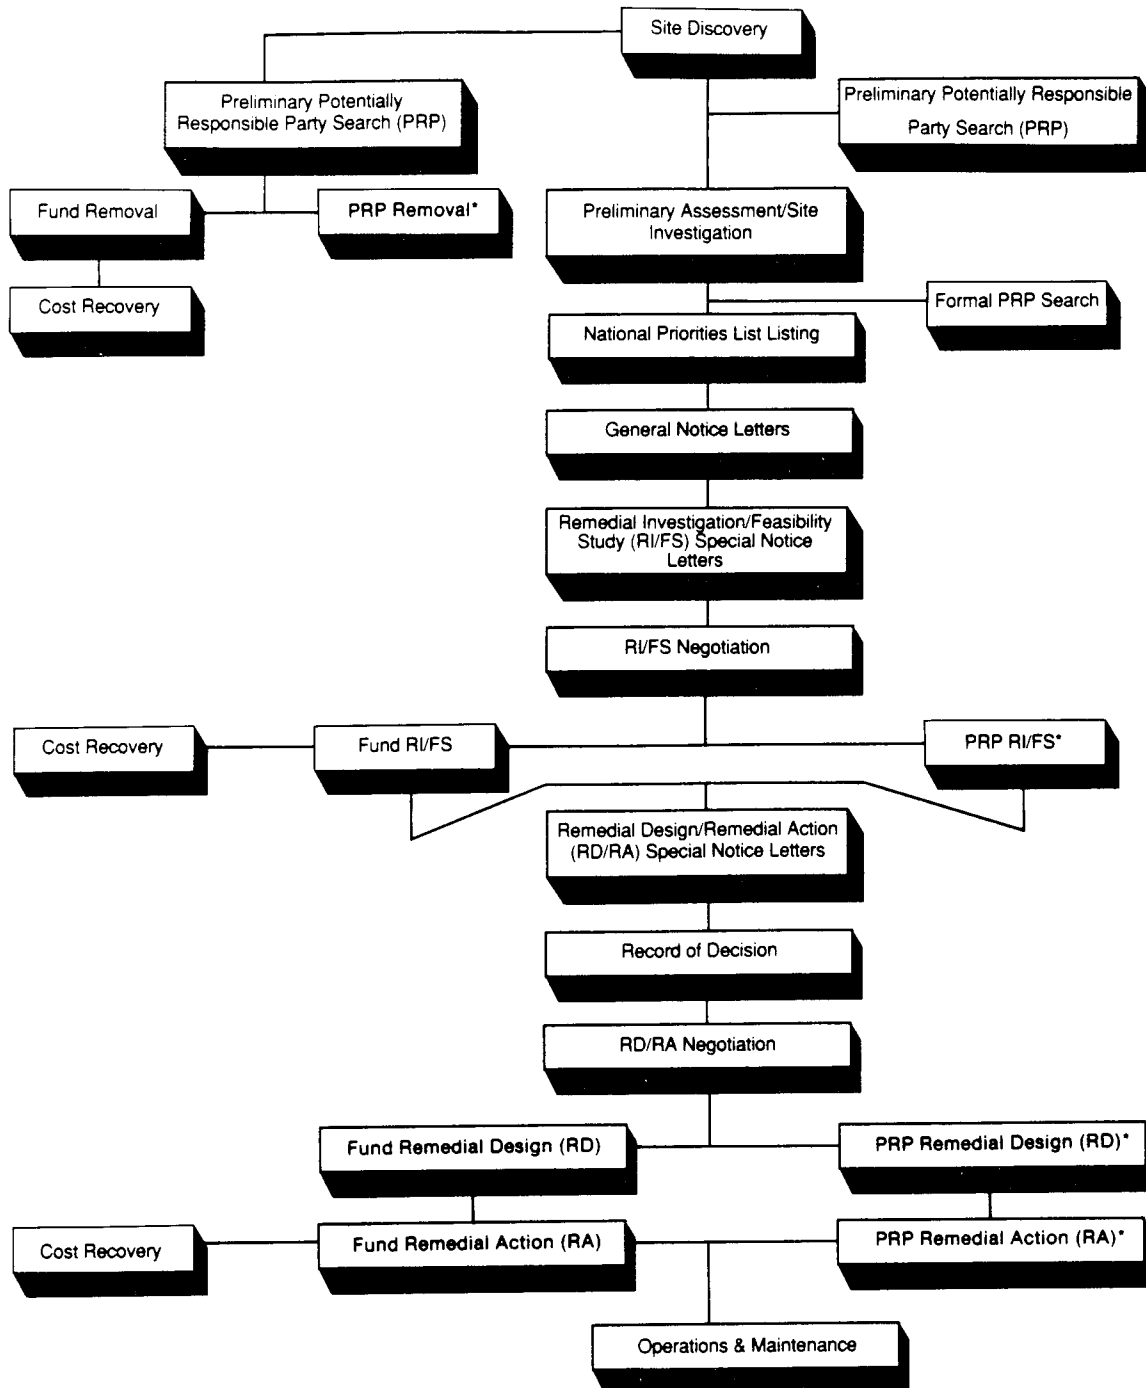 Site Discovery
Preliminary Potentially
Responsible Party Search (PRP)
Preliminary Potentially Responsible
Party Search (PRP)
Fund Removal
PRP Removal*
Preliminary Assessment/Site
Investigation
Cost Recovery
Formal PRP Search
National Priorities List Listing
General Notice Letters
Remedial Investigation/Feasibility
Study (RI/FS) Special Notice
Letters
RI/FS Negotiation
Cost Recovery
Fund RI/FS
PRP RI/FS*
Remedial Design/Remedial Action
(RD/RA) Special Notice Letters
Record of Decision
RD/RA Negotiation
Fund Remedial Design (RD)
PRP Remedial Design (RD)*
Cost Recovery
Fund Remedial Action (RA)
PRP Remedial Action (RA)*
Operations & Maintenance